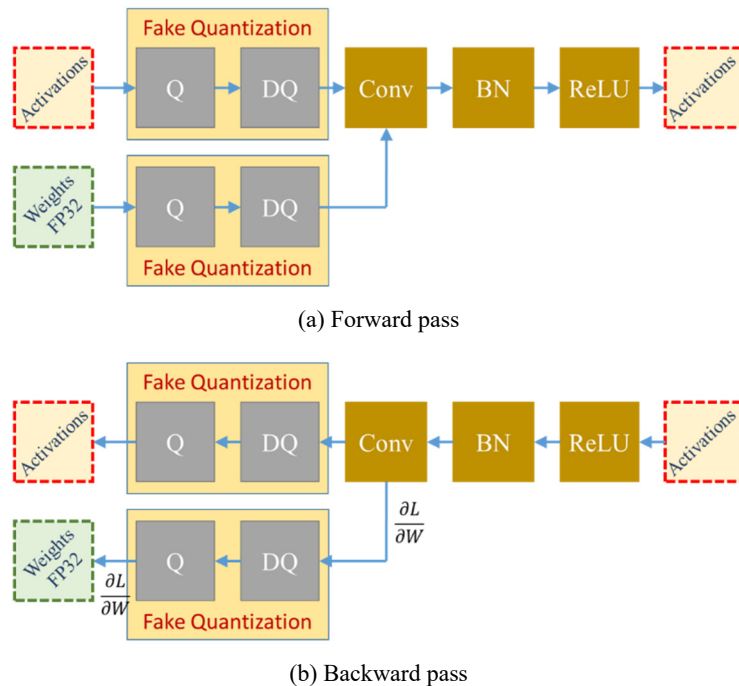 Fake Quantization
Activations
Q
DQ
Conv
BN
ReLU
Activations
Weights
FP32
Q
DQ
Fake Quantization
(a) Forward pass
Fake Quantization
Activations
Q
DQ
Conv
BN
ReLU
Activations
∂L
∂W
Weights
FP32
∂L
∂W
Q
DQ
Fake Quantization
(b) Backward pass